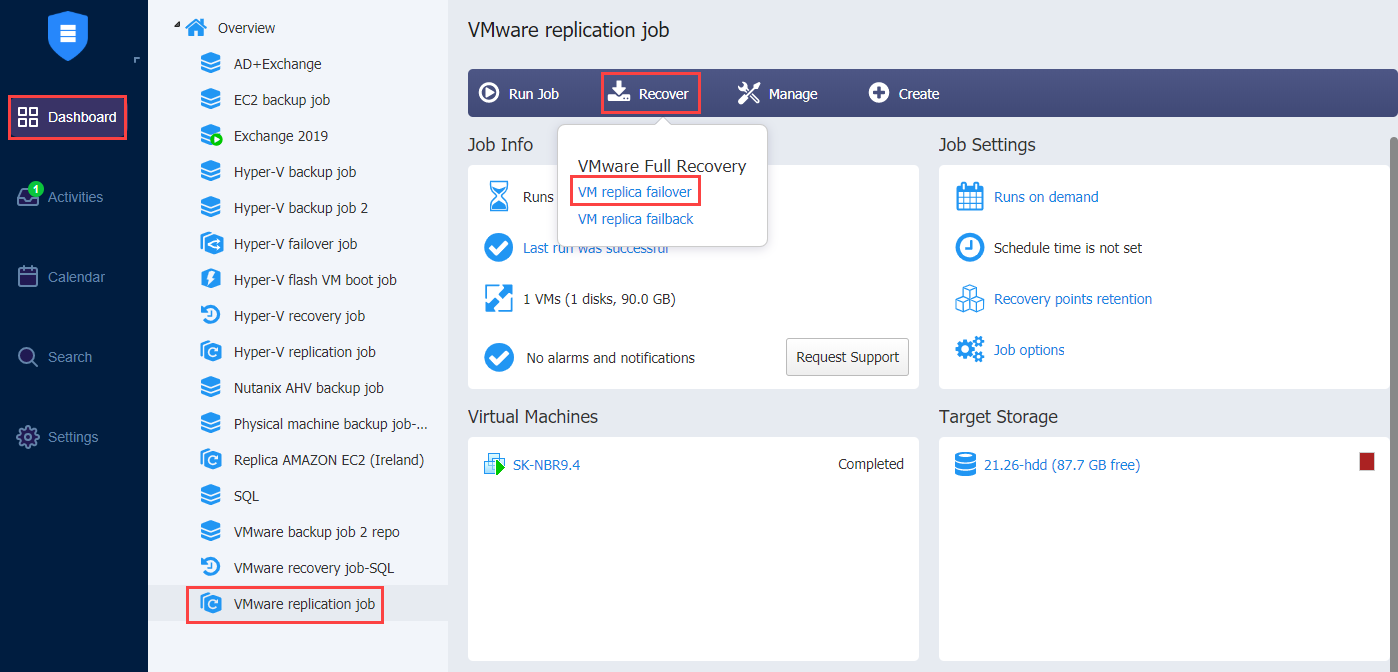 Dashboard
1
Activities
Calendar
Search
Settings
Overview
AD+Exchange
EC2 backup job
Exchange 2019
Hyper-V backup job
Hyper-V backup job 2
Hyper-V failover job
Hyper-V flash VM boot job
Hyper-V recovery job
Hyper-V replication job
Nutanix AHV backup job
Physical machine backup job-...
Replica AMAZON EC2 (Ireland)
SQL
VMware backup job 2 repo
VMware recovery job-SQL
VMware replication job
VMware replication job
Run Job
Recover
Manage
Create
VMware Full Recovery
VM replica failover
VM replica failback
Job Info
Runs
Last run was successful
1 VMs (1 disks, 90.0 GB)
No alarms and notifications
Request Support
Job Settings
Runs on demand
Schedule time is not set
Recovery points retention
Job options
Virtual Machines
SK-NBR9.4
Completed
Target Storage
21.26-hdd (87.7 GB free)